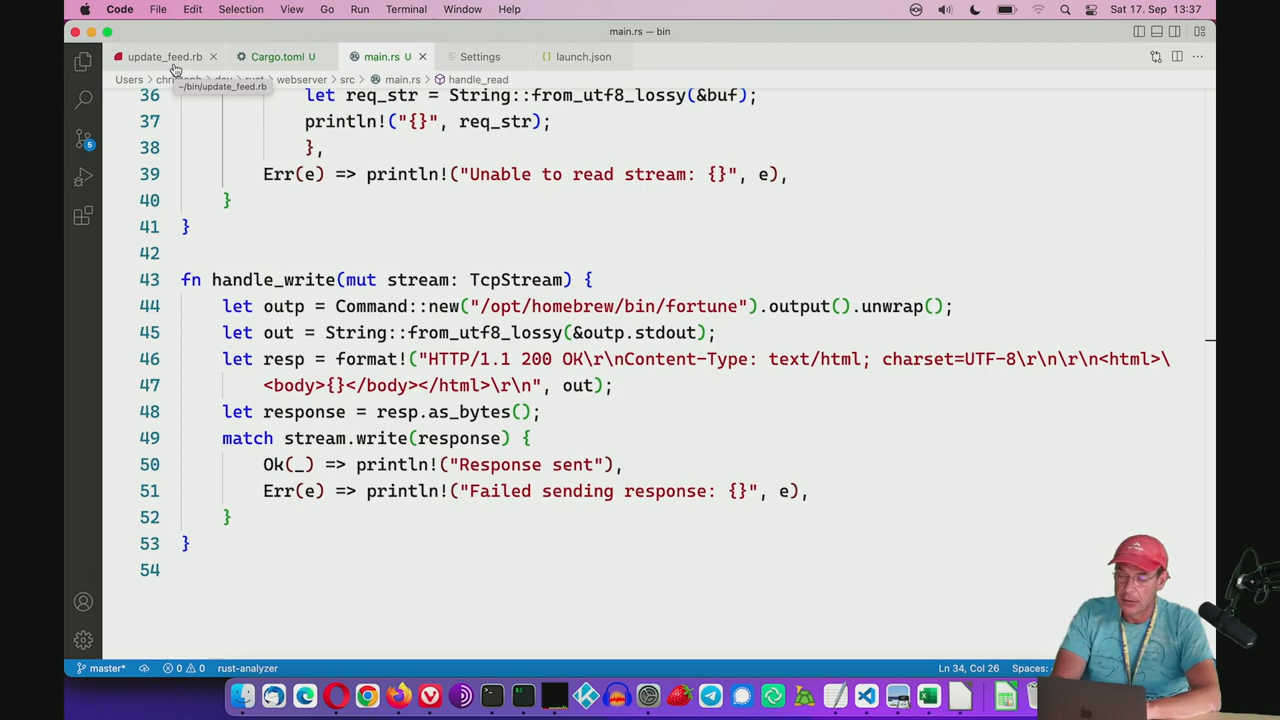 Code File Edit Selection View Go Run Terminal Window Help Sat 17. Sep 13:37
main.rs — bin
update_feed.rb Cargo.toml U main.rs U Settings launch.json
Users webserver src main.rs handle_read
~/bin/update_feed.rb
36 let req_str = String::from_utf8_lossy(&buf);
37 println!("{}", req_str);
38 },
39 Err(e) => println!("Unable to read stream: {}", e),
40 }
41 }
42
43 fn handle_write(mut stream: TcpStream) {
44 let outp = Command::new("/opt/homebrew/bin/fortune").output().unwrap();
45 let out = String::from_utf8_lossy(&outp.stdout);
46 let resp = format!("HTTP/1.1 200 OK\r\nContent-Type: text/html; charset=UTF-8\r\n\r\n<html>\
47 <body>{}</body></html>\r\n", out);
48 let response = resp.as_bytes();
49 match stream.write(response) {
50 Ok(_) => println!("Response sent"),
51 Err(e) => println!("Failed sending response: {}", e),
52 }
53 }
54
5
master* 0 0 rust-analyzer Ln 34, Col 26 Spaces: